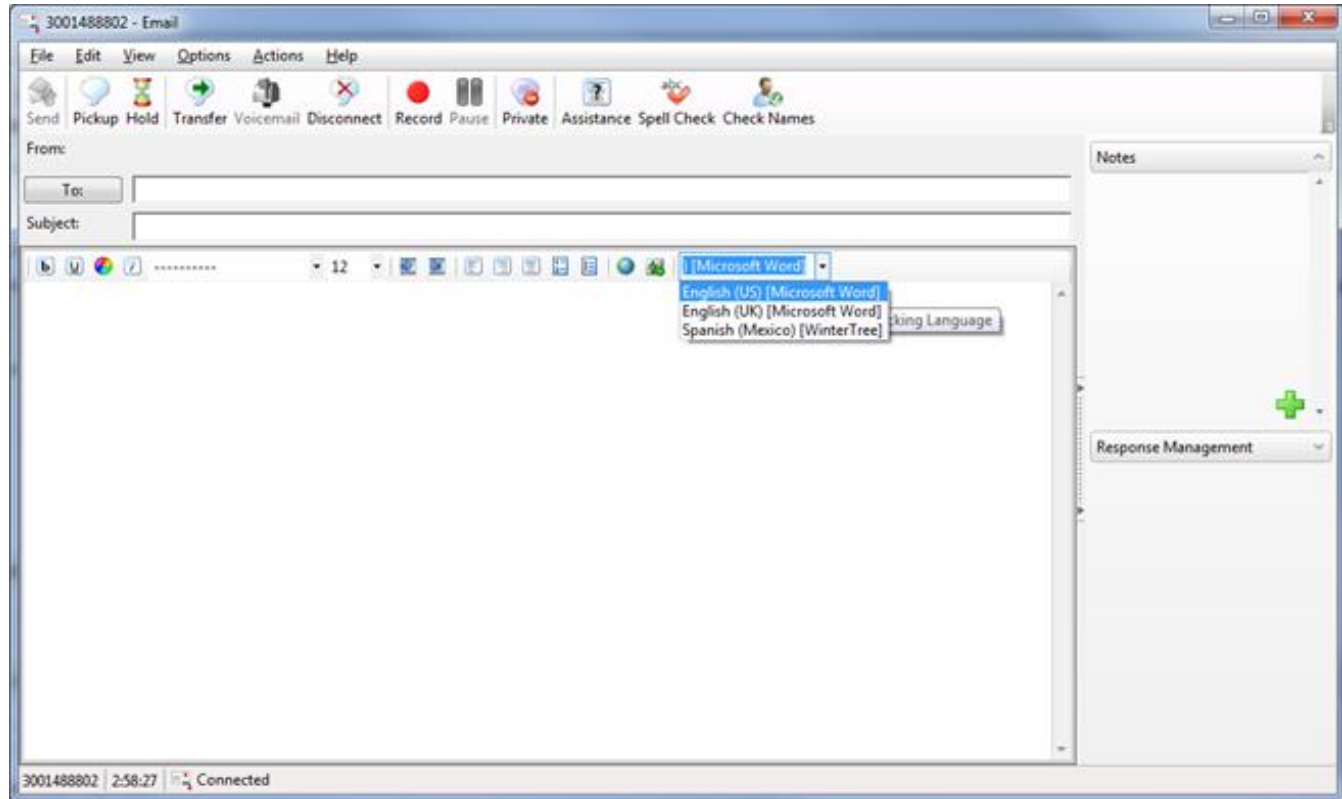 3001488802 - Email
File Edit View Options Actions Help
Send Pickup Hold Transfer Voicemail Disconnect Record Pause Private Assistance Spell Check Check Names
From:
To:
Subject:
b U i ---------- 12 [Microsoft Word]
English (US) [Microsoft Word]
English (UK) [Microsoft Word]
Spanish (Mexico) [WinterTree]
king Language
Notes
Response Management
3001488802 2:58:27 Connected